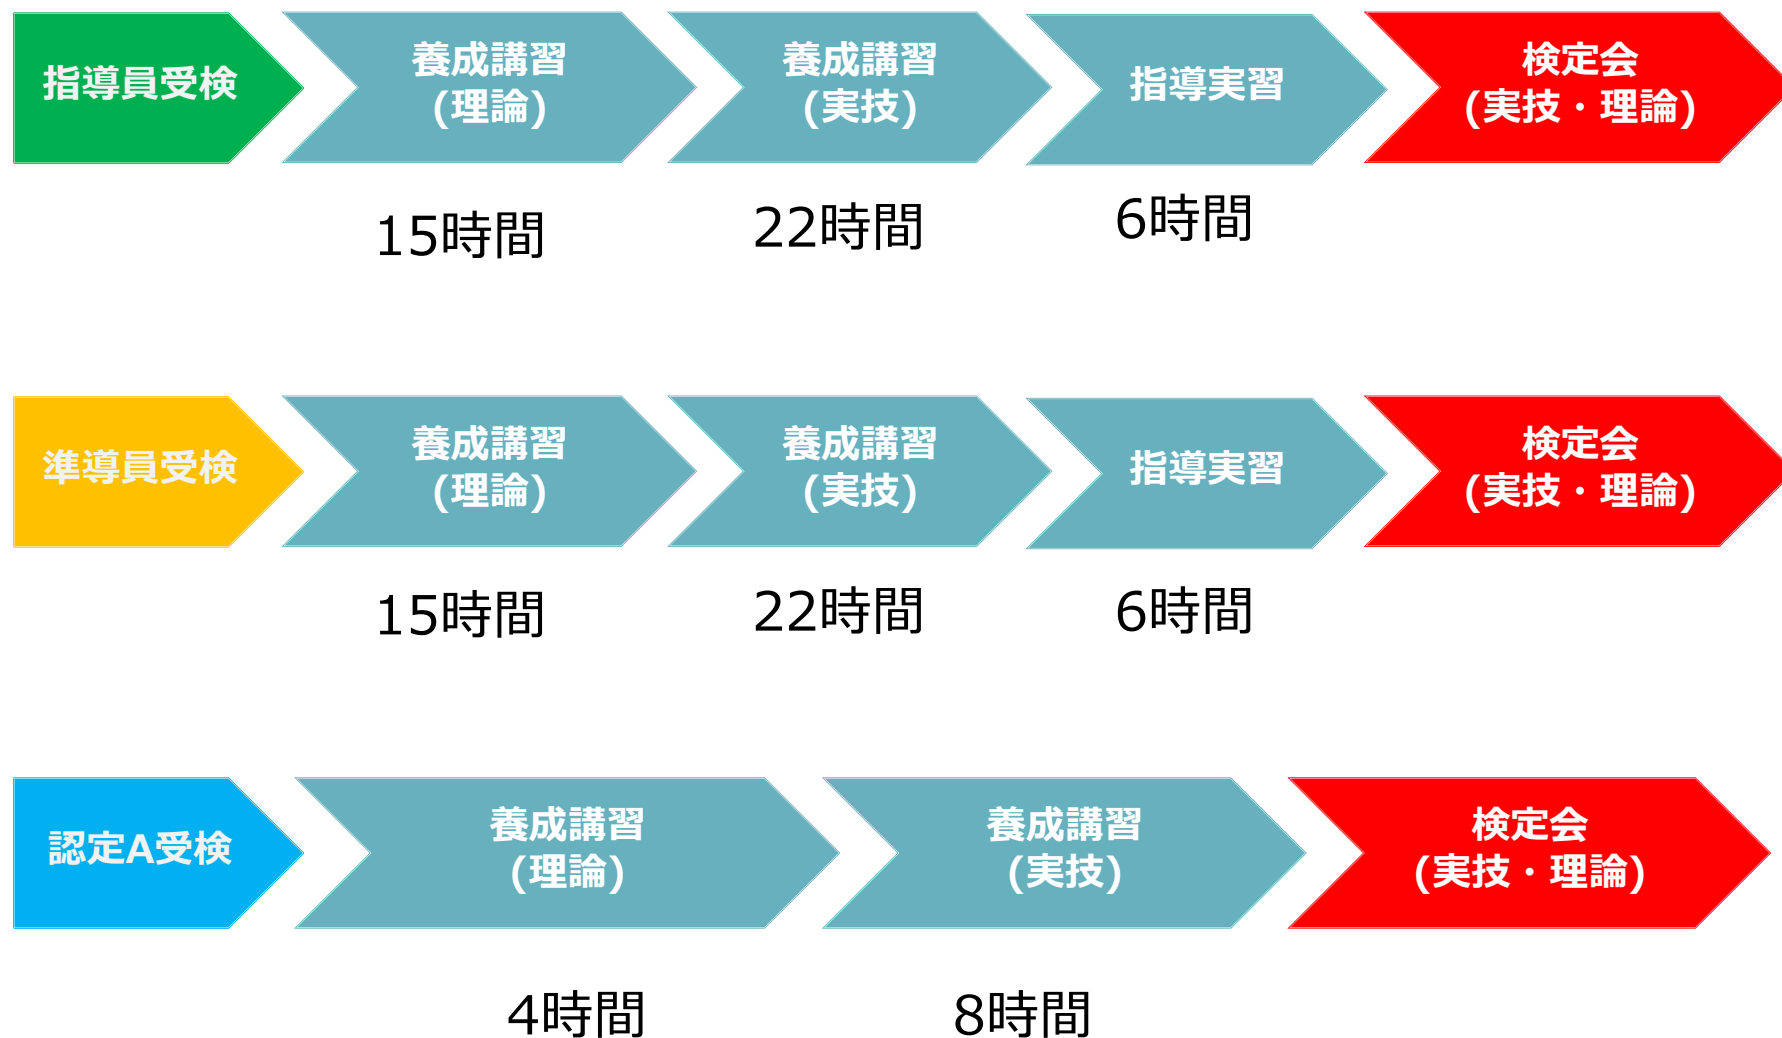 指導員受検
養成講習
(理論)
養成講習
(実技)
指導実習
検定会
(実技・理論)
15時間
22時間
6時間
準導員受検
養成講習
(理論)
養成講習
(実技)
指導実習
検定会
(実技・理論)
15時間
22時間
6時間
認定A受検
養成講習
(理論)
養成講習
(実技)
検定会
(実技・理論)
4時間
8時間